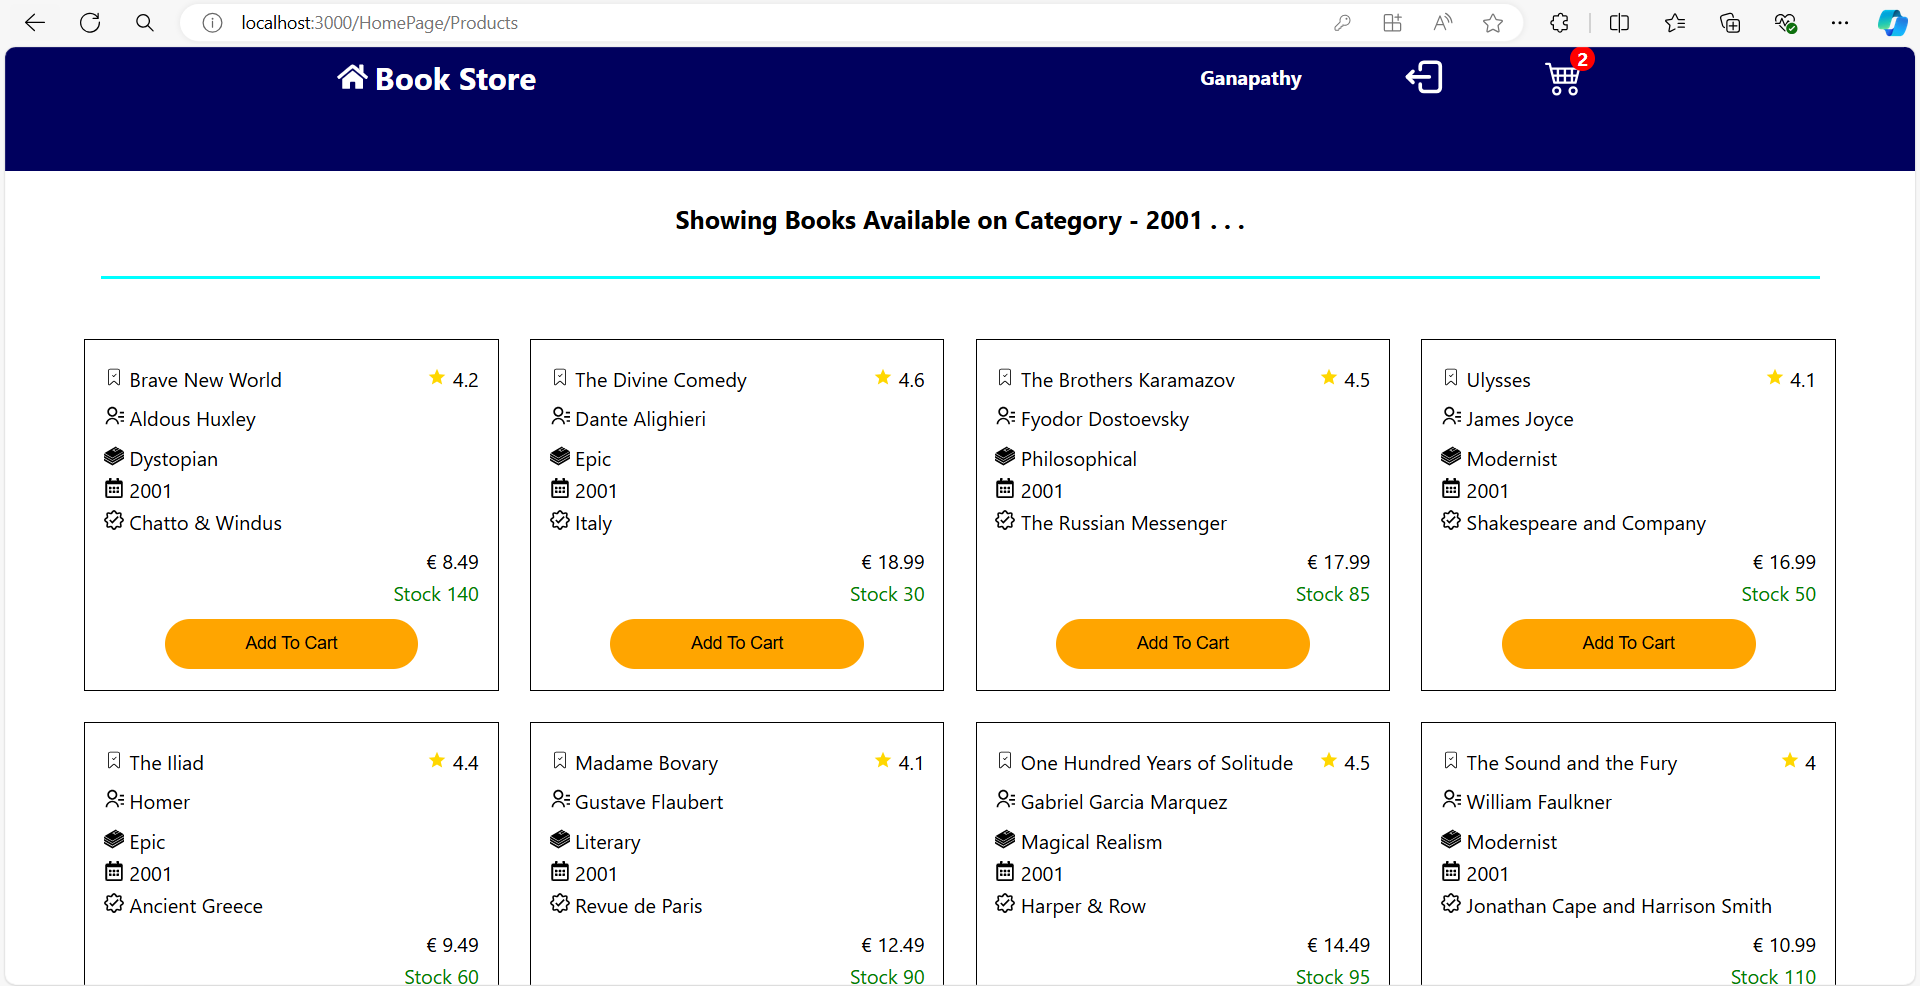 localhost:3000/HomePage/Products
Book Store
Ganapathy
2
Showing Books Available on Category - 2001 . . .
Brave New World 4.2
Aldous Huxley
Dystopian
2001
Chatto & Windus
€ 8.49
Stock 140
Add To Cart
The Divine Comedy 4.6
Dante Alighieri
Epic
2001
Italy
€ 18.99
Stock 30
Add To Cart
The Brothers Karamazov 4.5
Fyodor Dostoevsky
Philosophical
2001
The Russian Messenger
€ 17.99
Stock 85
Add To Cart
Ulysses 4.1
James Joyce
Modernist
2001
Shakespeare and Company
€ 16.99
Stock 50
Add To Cart
The Iliad 4.4
Homer
Epic
2001
Ancient Greece
€ 9.49
Stock 60
Madame Bovary 4.1
Gustave Flaubert
Literary
2001
Revue de Paris
€ 12.49
Stock 90
One Hundred Years of Solitude 4.5
Gabriel Garcia Marquez
Magical Realism
2001
Harper & Row
€ 14.49
Stock 95
The Sound and the Fury 4
William Faulkner
Modernist
2001
Jonathan Cape and Harrison Smith
€ 10.99
Stock 110